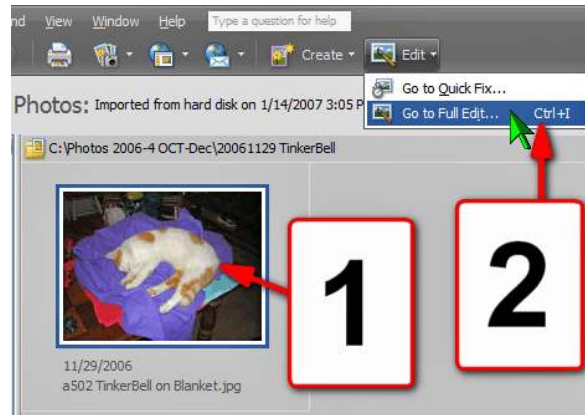 nd View Window Help Type a question for help
Create Edit
Go to Quick Fix...
Photos: Imported from hard disk on 1/14/2007 3:05 P
Go to Full Edit... Ctrl+I
C:\Photos 2006-4 OCT-Dec\20061129 TinkerBell
1
2
11/29/2006
a502 TinkerBell on Blanket.jpg